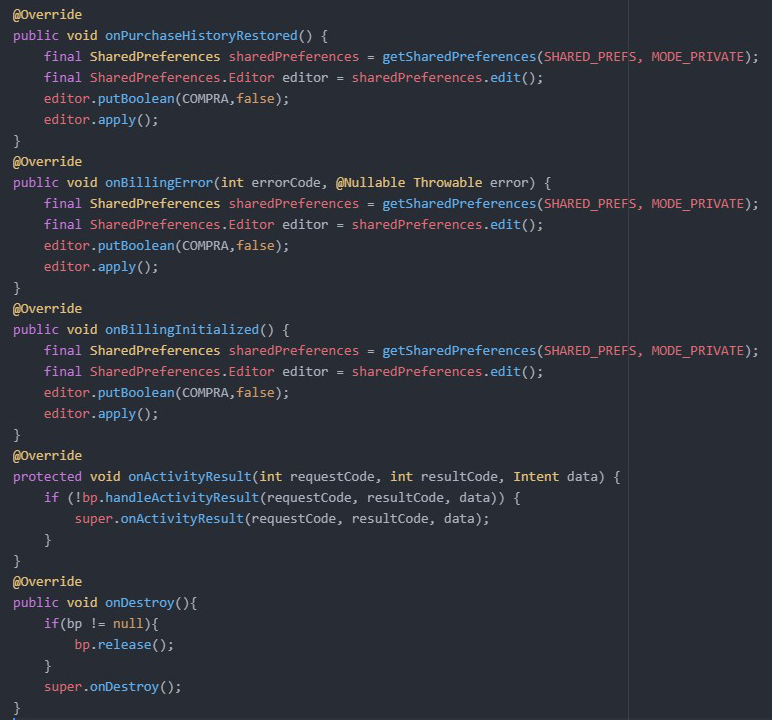 @Override
public void onPurchaseHistoryRestored() {
    final SharedPreferences sharedPreferences = getSharedPreferences(SHARED_PREFS, MODE_PRIVATE);
    final SharedPreferences.Editor editor = sharedPreferences.edit();
    editor.putBoolean(COMPRA,false);
    editor.apply();
}
@Override
public void onBillingError(int errorCode, @Nullable Throwable error) {
    final SharedPreferences sharedPreferences = getSharedPreferences(SHARED_PREFS, MODE_PRIVATE);
    final SharedPreferences.Editor editor = sharedPreferences.edit();
    editor.putBoolean(COMPRA,false);
    editor.apply();
}
@Override
public void onBillingInitialized() {
    final SharedPreferences sharedPreferences = getSharedPreferences(SHARED_PREFS, MODE_PRIVATE);
    final SharedPreferences.Editor editor = sharedPreferences.edit();
    editor.putBoolean(COMPRA,false);
    editor.apply();
}
@Override
protected void onActivityResult(int requestCode, int resultCode, Intent data) {
    if (!bp.handleActivityResult(requestCode, resultCode, data)) {
        super.onActivityResult(requestCode, resultCode, data);
    }
}
@Override
public void onDestroy(){
    if(bp != null){
        bp.release();
    }
    super.onDestroy();
}